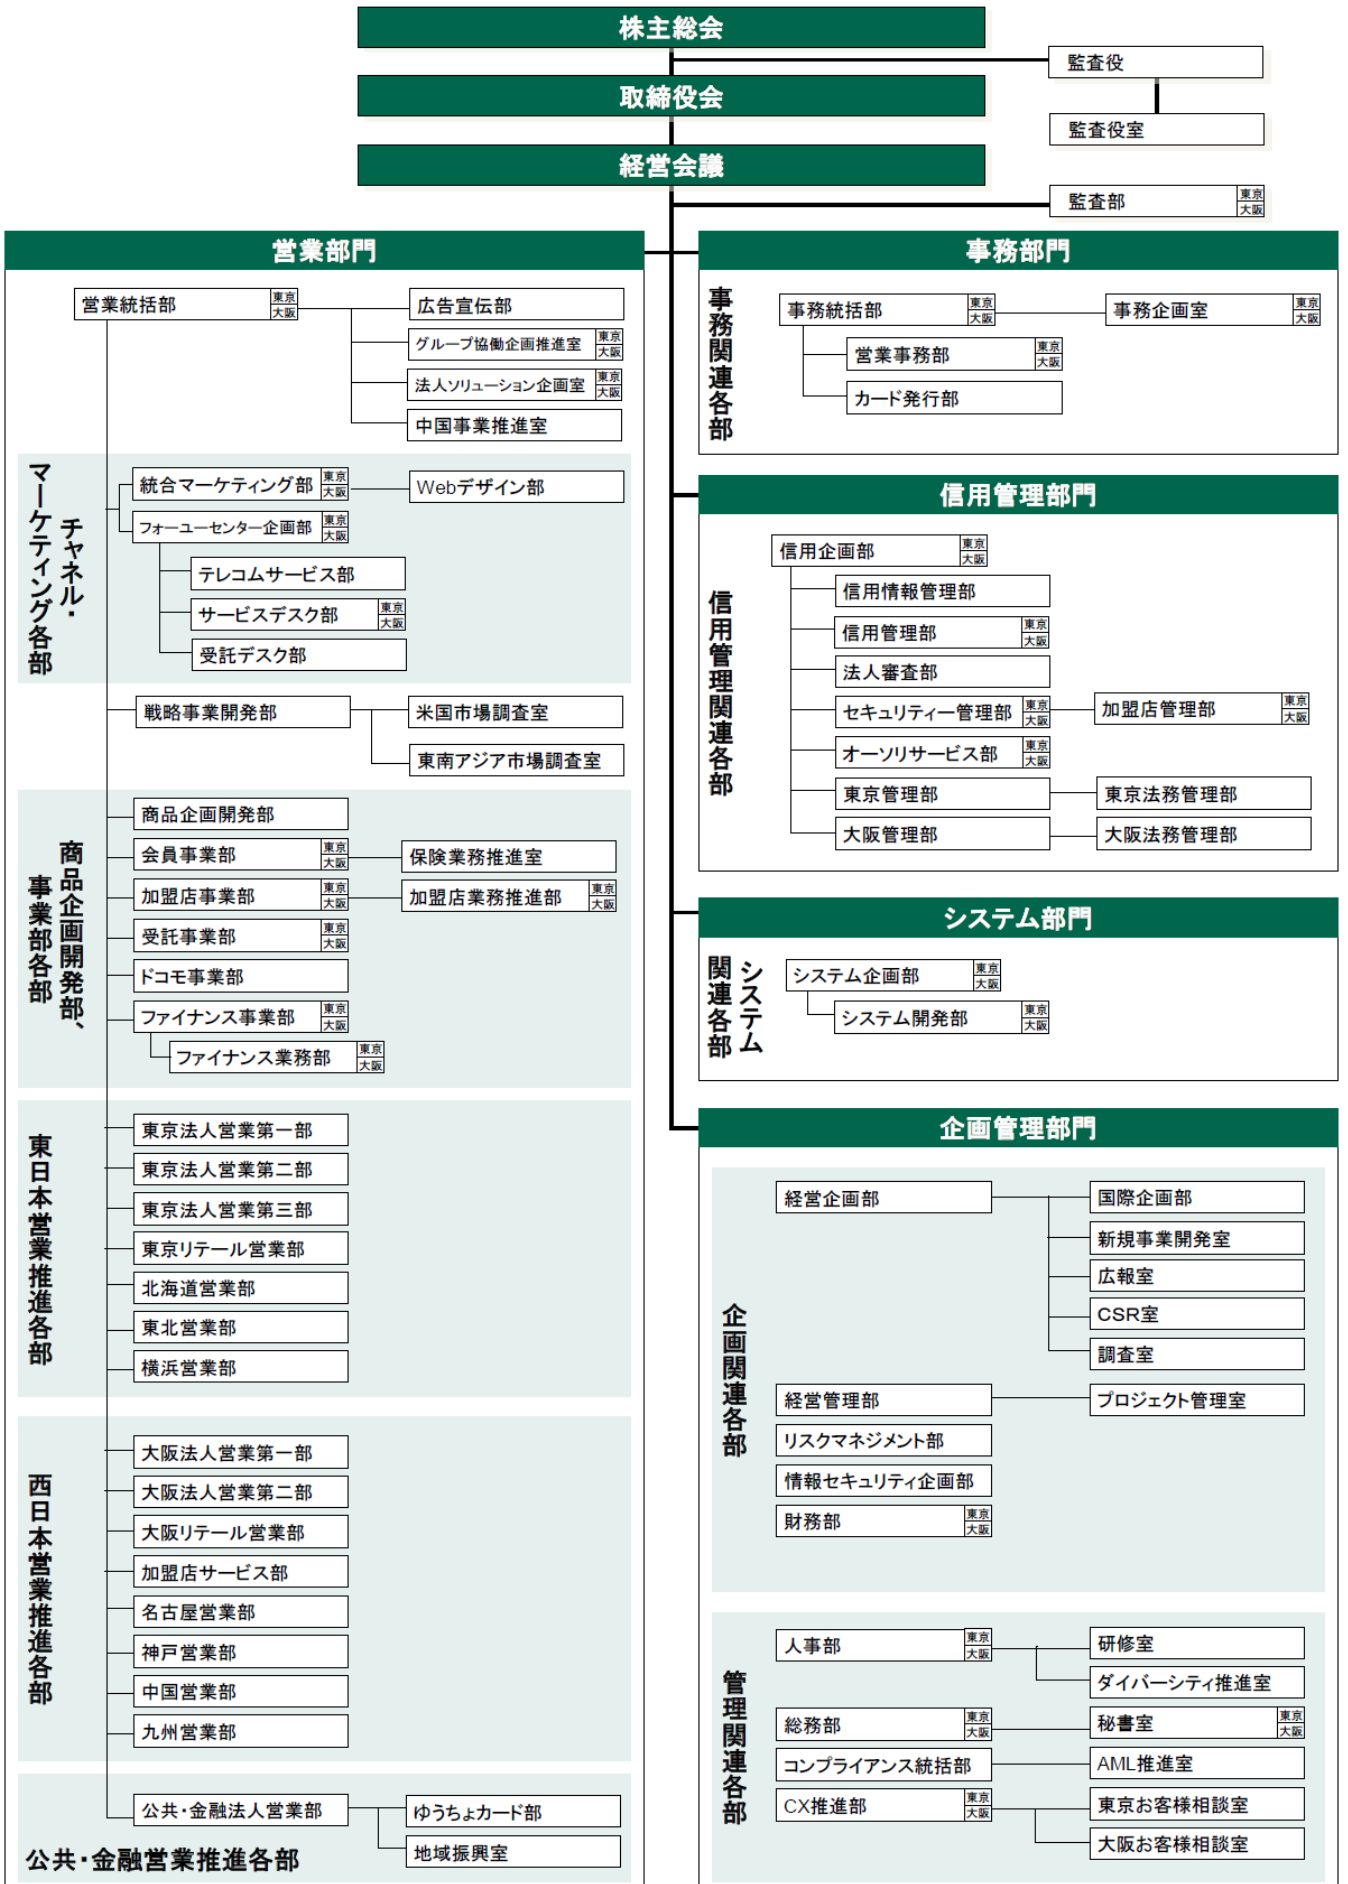 株主総会
監査役
取締役会
監査役室
経営会議
監査部 東京 大阪
営業部門
営業統括部 東京 大阪
広告宣伝部
グループ協働企画推進室 東京 大阪
法人ソリューション企画室 東京 大阪
中国事業推進室
チャネル・
マーケティング各部
統合マーケティング部 東京 大阪
Webデザイン部
フォーユーセンター企画部 東京 大阪
テレコムサービス部
サービスデスク部 東京 大阪
受託デスク部
戦略事業開発部
米国市場調査室
東南アジア市場調査室
商品企画開発部、
事業部各部
商品企画開発部
会員事業部 東京 大阪
保険業務推進室
加盟店事業部 東京 大阪
加盟店業務推進部 東京 大阪
受託事業部 東京 大阪
ドコモ事業部
ファイナンス事業部 東京 大阪
ファイナンス業務部 東京 大阪
東日本営業推進各部
東京法人営業第一部
東京法人営業第二部
東京法人営業第三部
東京リテール営業部
北海道営業部
東北営業部
横浜営業部
西日本営業推進各部
大阪法人営業第一部
大阪法人営業第二部
大阪リテール営業部
加盟店サービス部
名古屋営業部
神戸営業部
中国営業部
九州営業部
公共・金融法人営業部
ゆうちょカード部
地域振興室
公共・金融営業推進各部
事務部門
事務関連各部
事務統括部 東京 大阪
事務企画室 東京 大阪
営業事務部 東京 大阪
カード発行部
信用管理部門
信用管理関連各部
信用企画部 東京 大阪
信用情報管理部
信用管理部 東京 大阪
法人審査部
セキュリティー管理部 東京 大阪
加盟店管理部 東京 大阪
オーソリサービス部 東京 大阪
東京管理部
東京法務管理部
大阪管理部
大阪法務管理部
システム部門
システム
関連各部
システム企画部 東京 大阪
システム開発部 東京 大阪
企画管理部門
企画関連各部
経営企画部
国際企画部
新規事業開発室
広報室
CSR室
調査室
経営管理部
プロジェクト管理室
リスクマネジメント部
情報セキュリティ企画部
財務部 東京 大阪
管理関連各部
人事部 東京 大阪
研修室
ダイバーシティ推進室
総務部 東京 大阪
秘書室 東京 大阪
コンプライアンス統括部
AML推進室
CX推進部 東京 大阪
東京お客様相談室
大阪お客様相談室